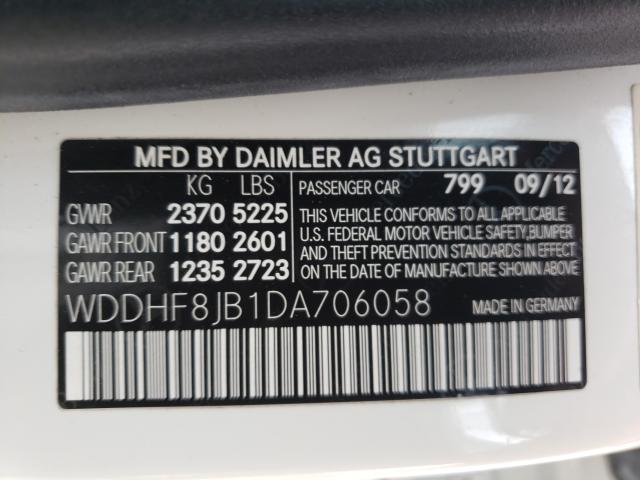 MFD BY DAIMLER AG STUTTGART
KG LBS
GVWR 2370 5225
GAWR FRONT 1180 2601
GAWR REAR 1235 2723
PASSENGER CAR 799 09/12
THIS VEHICLE CONFORMS TO ALL APPLICABLE
U.S. FEDERAL MOTOR VEHICLE SAFETY,BUMPER
AND THEFT PREVENTION STANDARDS IN EFFECT
ON THE DATE OF MANUFACTURE SHOWN ABOVE.
WDDHF8JB1DA706058
MADE IN GERMANY